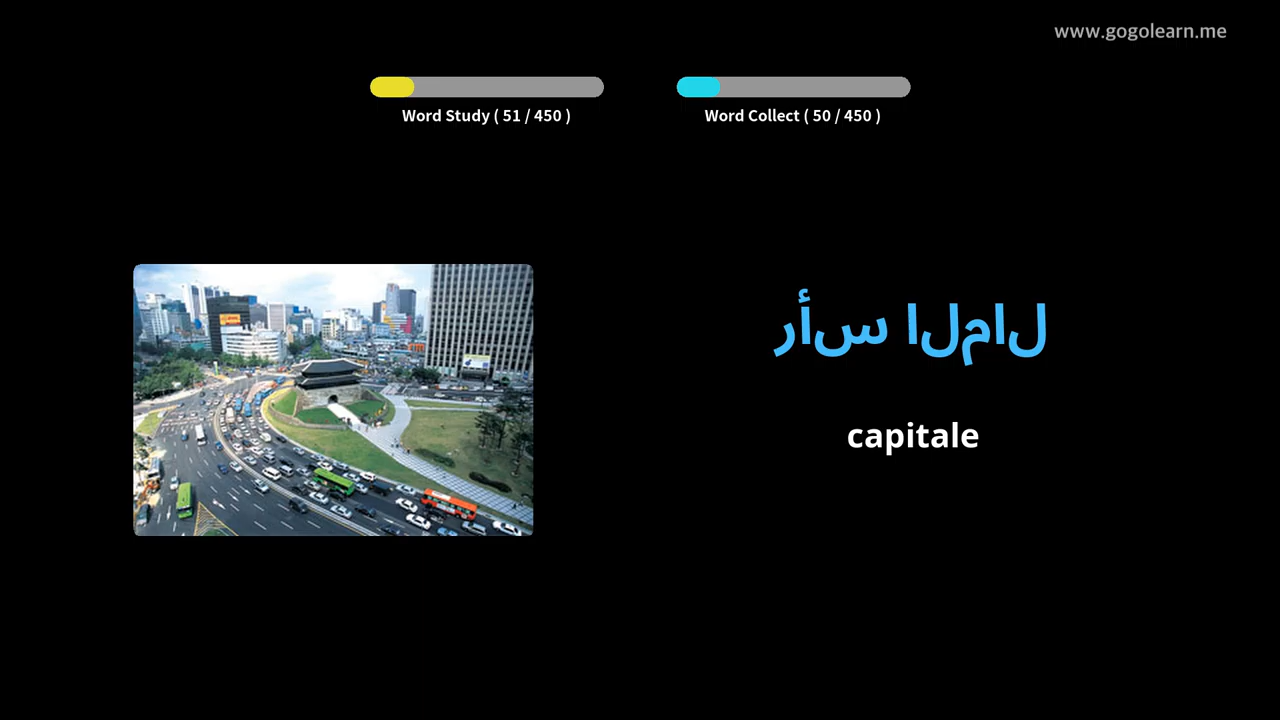 www.gogolearn.me
Word Study ( 51 / 450 )
Word Collect ( 50 / 450 )
رأس المال
capitale